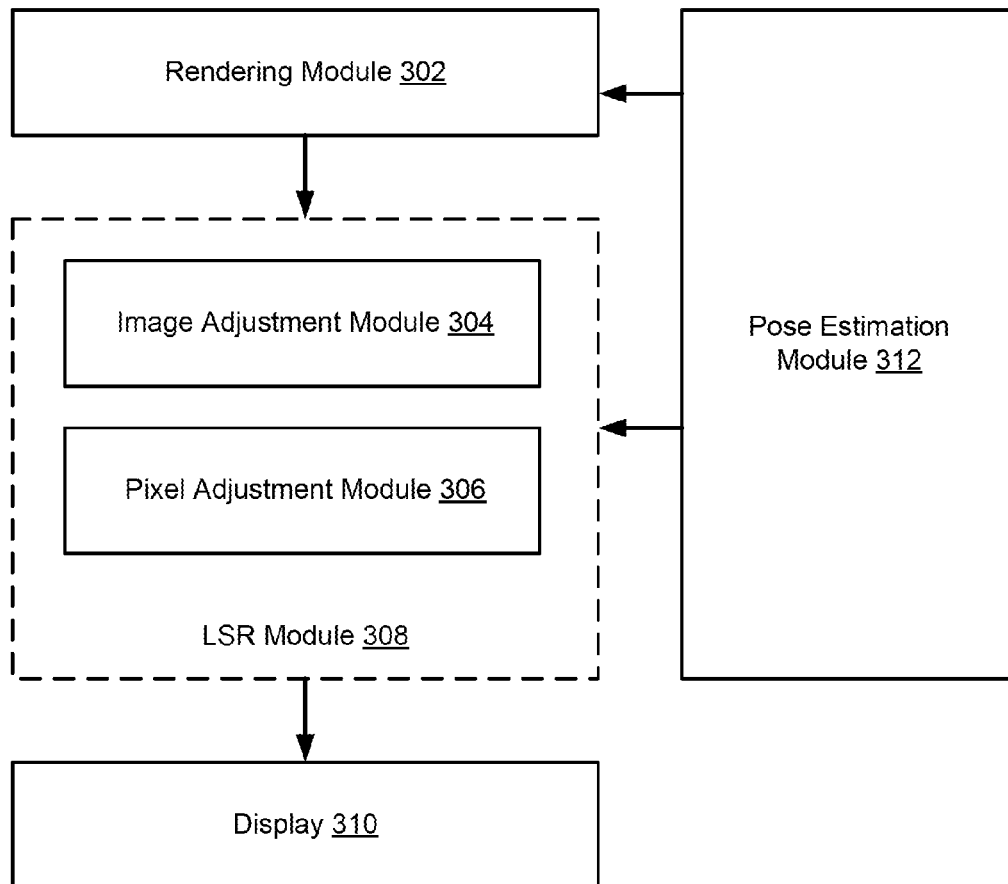 Rendering Module 302
Image Adjustment Module 304
Pixel Adjustment Module 306
LSR Module 308
Display 310
Pose Estimation
Module 312